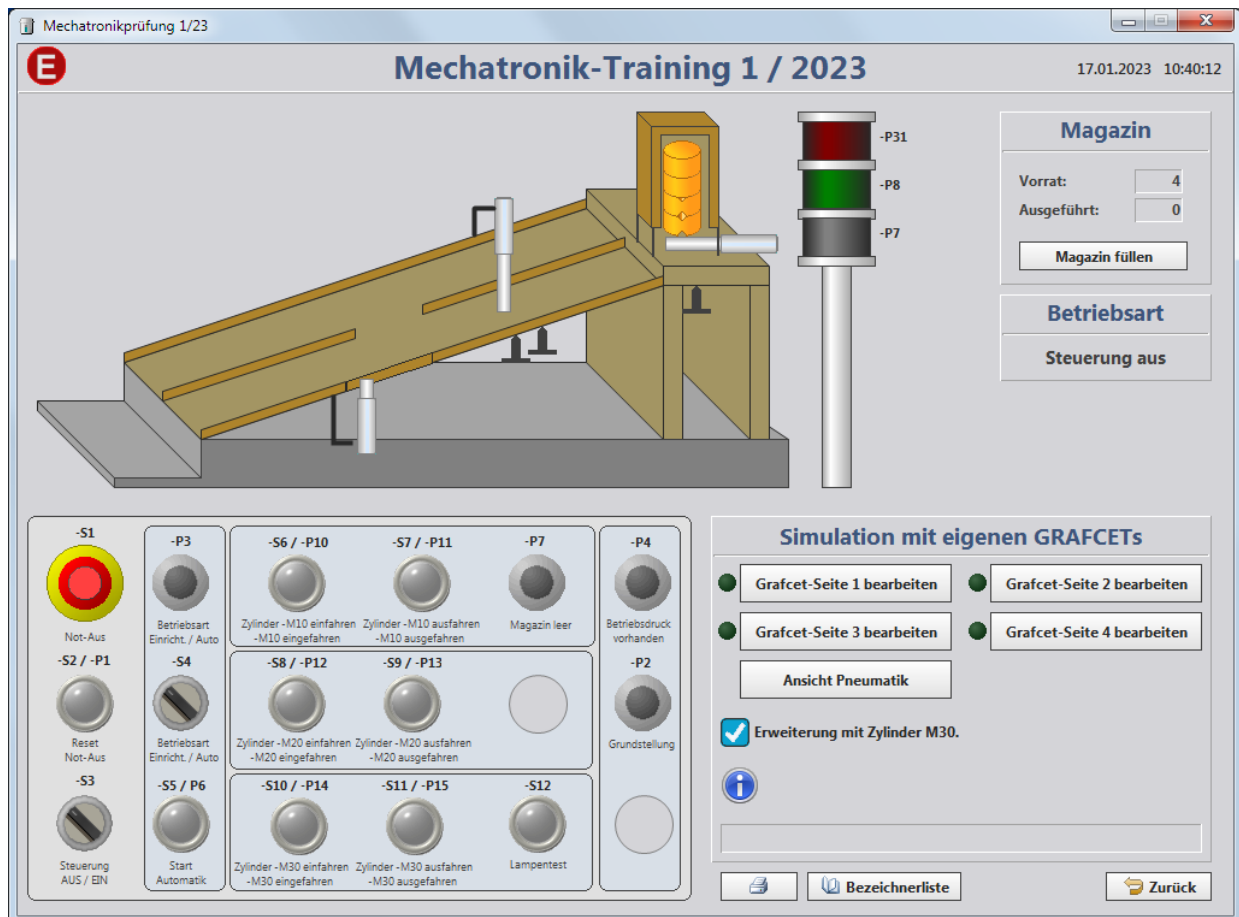 Mechatronikprüfung 1/23
E
Mechatronik-Training 1 / 2023
17.01.2023 10:40:12
-P31
-P8
-P7
Magazin
Vorrat: 4
Ausgeführt: 0
Magazin füllen
Betriebsart
Steuerung aus
-S1
Not-Aus
-S2 / -P1
Reset
Not-Aus
-S3
Steuerung
AUS / EIN
-P3
Betriebsart
Einricht. / Auto
-S4
Betriebsart
Einricht. / Auto
-S5 / P6
Start
Automatik
-S6 / -P10
Zylinder -M10 einfahren
-M10 eingefahren
-S7 / -P11
Zylinder -M10 ausfahren
-M10 ausgefahren
-P7
Magazin leer
-S8 / -P12
Zylinder -M20 einfahren
-M20 eingefahren
-S9 / -P13
Zylinder -M20 ausfahren
-M20 ausgefahren
-S10 / -P14
Zylinder -M30 einfahren
-M30 eingefahren
-S11 / -P15
Zylinder -M30 ausfahren
-M30 ausgefahren
-S12
Lampentest
-P4
Betriebsdruck
vorhanden
-P2
Grundstellung
Simulation mit eigenen GRAFCETs
Grafcet-Seite 1 bearbeiten
Grafcet-Seite 2 bearbeiten
Grafcet-Seite 3 bearbeiten
Grafcet-Seite 4 bearbeiten
Ansicht Pneumatik
Erweiterung mit Zylinder M30.
Bezeichnerliste
Zurück